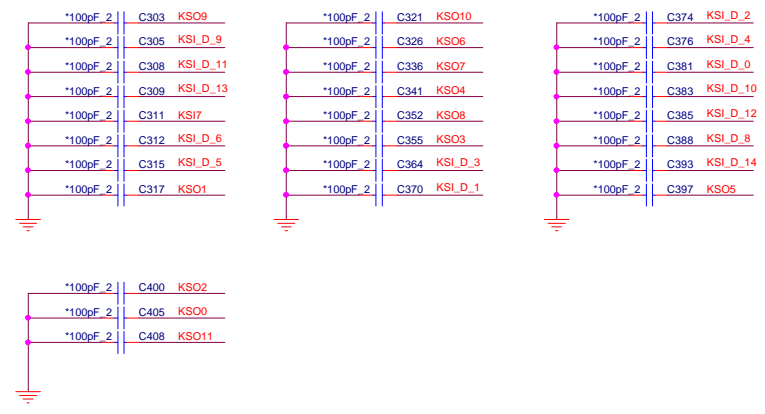 *100pF_2 C303 KSO9
*100pF_2 C305 KSI_D_9
*100pF_2 C308 KSI_D_11
*100pF_2 C309 KSI_D_13
*100pF_2 C311 KSI7
*100pF_2 C312 KSI_D_6
*100pF_2 C315 KSI_D_5
*100pF_2 C317 KSO1
*100pF_2 C321 KSO10
*100pF_2 C326 KSO6
*100pF_2 C336 KSO7
*100pF_2 C341 KSO4
*100pF_2 C352 KSO8
*100pF_2 C355 KSO3
*100pF_2 C364 KSI_D_3
*100pF_2 C370 KSI_D_1
*100pF_2 C374 KSI_D_2
*100pF_2 C376 KSI_D_4
*100pF_2 C381 KSI_D_0
*100pF_2 C383 KSI_D_10
*100pF_2 C385 KSI_D_12
*100pF_2 C388 KSI_D_8
*100pF_2 C393 KSI_D_14
*100pF_2 C397 KSO5
*100pF_2 C400 KSO2
*100pF_2 C405 KSO0
*100pF_2 C408 KSO11